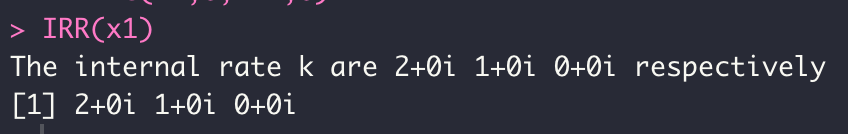 > IRR(x1)
The internal rate k are 2+0i 1+0i 0+0i respectively
[1] 2+0i 1+0i 0+0i